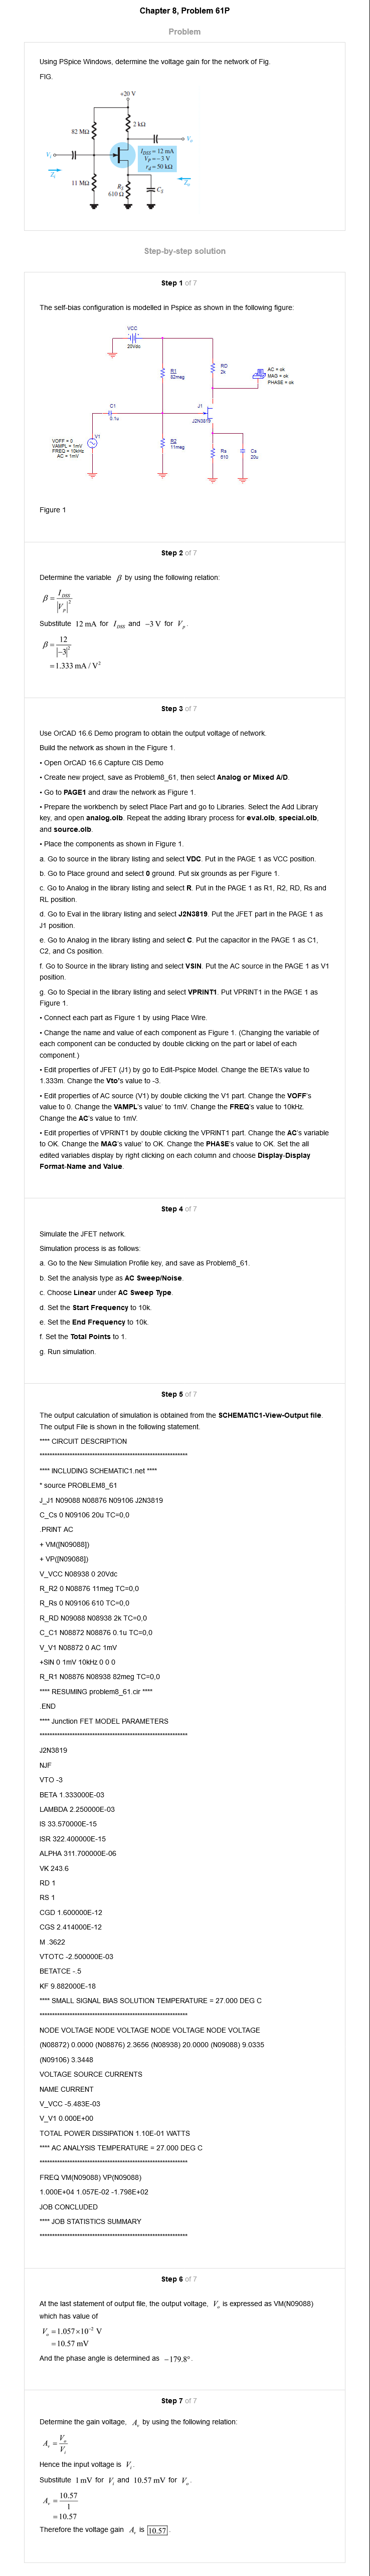 Chapter 8, Problem 61P
Problem
Using PSpice Windows, determine the voltage gain for the network of Fig.
FIG.
+20 V
2 kΩ
82 MΩ
Vo
IDSS = 12 mA
VP = –3 V
rd = 50 kΩ
Vi
Zi
11 MΩ
RS
610 Ω
CS
Zo
Step-by-step solution
Step 1 of 7
The self-bias configuration is modelled in Pspice as shown in the following figure:
VCC
20Vdc
R1
82meg
RD
2k
AC = ok
MAG = ok
PHASE = ok
C1
0.1u
J1
J2N3819
V1
VOFF = 0
VAMPL = 1mV
FREQ = 10kHz
AC = 1mV
R2
11meg
Rs
610
Cs
20u
Figure 1
Step 2 of 7
Determine the variable β by using the following relation:
β = IDSS / |Vp|²
Substitute 12 mA for IDSS and −3 V for Vp.
β = 12 / |−3|²
= 1.333 mA / V²
Step 3 of 7
Use OrCAD 16.6 Demo program to obtain the output voltage of network.
Build the network as shown in the Figure 1.
• Open OrCAD 16.6 Capture CIS Demo
• Create new project, save as Problem8_61, then select Analog or Mixed A/D.
• Go to PAGE1 and draw the network as Figure 1.
• Prepare the workbench by select Place Part and go to Libraries. Select the Add Library
key, and open analog.olb. Repeat the adding library process for eval.olb, special.olb,
and source.olb.
• Place the components as shown in Figure 1.
a. Go to source in the library listing and select VDC. Put in the PAGE 1 as VCC position.
b. Go to Place ground and select 0 ground. Put six grounds as per Figure 1.
c. Go to Analog in the library listing and select R. Put in the PAGE 1 as R1, R2, RD, Rs and
RL position.
d. Go to Eval in the library listing and select J2N3819. Put the JFET part in the PAGE 1 as
J1 position.
e. Go to Analog in the library listing and select C. Put the capacitor in the PAGE 1 as C1,
C2, and Cs position.
f. Go to Source in the library listing and select VSIN. Put the AC source in the PAGE 1 as V1
position.
g. Go to Special in the library listing and select VPRINT1. Put VPRINT1 in the PAGE 1 as
Figure 1.
• Connect each part as Figure 1 by using Place Wire.
• Change the name and value of each component as Figure 1. (Changing the variable of
each component can be conducted by double clicking on the part or label of each
component.)
• Edit properties of JFET (J1) by go to Edit-Pspice Model. Change the BETA's value to
1.333m. Change the Vto's value to -3.
• Edit properties of AC source (V1) by double clicking the V1 part. Change the VOFF's
value to 0. Change the VAMPL's value' to 1mV. Change the FREQ's value to 10kHz.
Change the AC's value to 1mV.
• Edit properties of VPRINT1 by double clicking the VPRINT1 part. Change the AC's variable
to OK. Change the MAG's value' to OK. Change the PHASE's value to OK. Set the all
edited variables display by right clicking on each column and choose Display-Display
Format-Name and Value.
Step 4 of 7
Simulate the JFET network.
Simulation process is as follows:
a. Go to the New Simulation Profile key, and save as Problem8_61.
b. Set the analysis type as AC Sweep/Noise.
c. Choose Linear under AC Sweep Type.
d. Set the Start Frequency to 10k.
e. Set the End Frequency to 10k.
f. Set the Total Points to 1.
g. Run simulation.
Step 5 of 7
The output calculation of simulation is obtained from the SCHEMATIC1-View-Output file.
The output File is shown in the following statement.
**** CIRCUIT DESCRIPTION
************************************************************
**** INCLUDING SCHEMATIC1.net ****
* source PROBLEM8_61
J_J1 N09088 N08876 N09106 J2N3819
C_Cs 0 N09106 20u TC=0,0
.PRINT AC
+ VM([N09088])
+ VP([N09088])
V_VCC N08938 0 20Vdc
R_R2 0 N08876 11meg TC=0,0
R_Rs 0 N09106 610 TC=0,0
R_RD N09088 N08938 2k TC=0,0
C_C1 N08872 N08876 0.1u TC=0,0
V_V1 N08872 0 AC 1mV
+SIN 0 1mV 10kHz 0 0 0
R_R1 N08876 N08938 82meg TC=0,0
**** RESUMING problem8_61.cir ****
.END
**** Junction FET MODEL PARAMETERS
************************************************************
J2N3819
NJF
VTO -3
BETA 1.333000E-03
LAMBDA 2.250000E-03
IS 33.570000E-15
ISR 322.400000E-15
ALPHA 311.700000E-06
VK 243.6
RD 1
RS 1
CGD 1.600000E-12
CGS 2.414000E-12
M .3622
VTOTC -2.500000E-03
BETATCE -.5
KF 9.882000E-18
**** SMALL SIGNAL BIAS SOLUTION TEMPERATURE = 27.000 DEG C
************************************************************
NODE VOLTAGE NODE VOLTAGE NODE VOLTAGE NODE VOLTAGE
(N08872) 0.0000 (N08876) 2.3656 (N08938) 20.0000 (N09088) 9.0335
(N09106) 3.3448
VOLTAGE SOURCE CURRENTS
NAME CURRENT
V_VCC -5.483E-03
V_V1 0.000E+00
TOTAL POWER DISSIPATION 1.10E-01 WATTS
**** AC ANALYSIS TEMPERATURE = 27.000 DEG C
************************************************************
FREQ VM(N09088) VP(N09088)
1.000E+04 1.057E-02 -1.798E+02
JOB CONCLUDED
**** JOB STATISTICS SUMMARY
************************************************************
Step 6 of 7
At the last statement of output file, the output voltage, Vo is expressed as VM(N09088)
which has value of
Vo = 1.057×10⁻² V
= 10.57 mV
And the phase angle is determined as −179.8°.
Step 7 of 7
Determine the gain voltage, Av by using the following relation:
Av = Vo / Vi
Hence the input voltage is Vi.
Substitute 1 mV for Vi and 10.57 mV for Vo.
Av = 10.57 / 1
= 10.57
Therefore the voltage gain Av is 10.57.